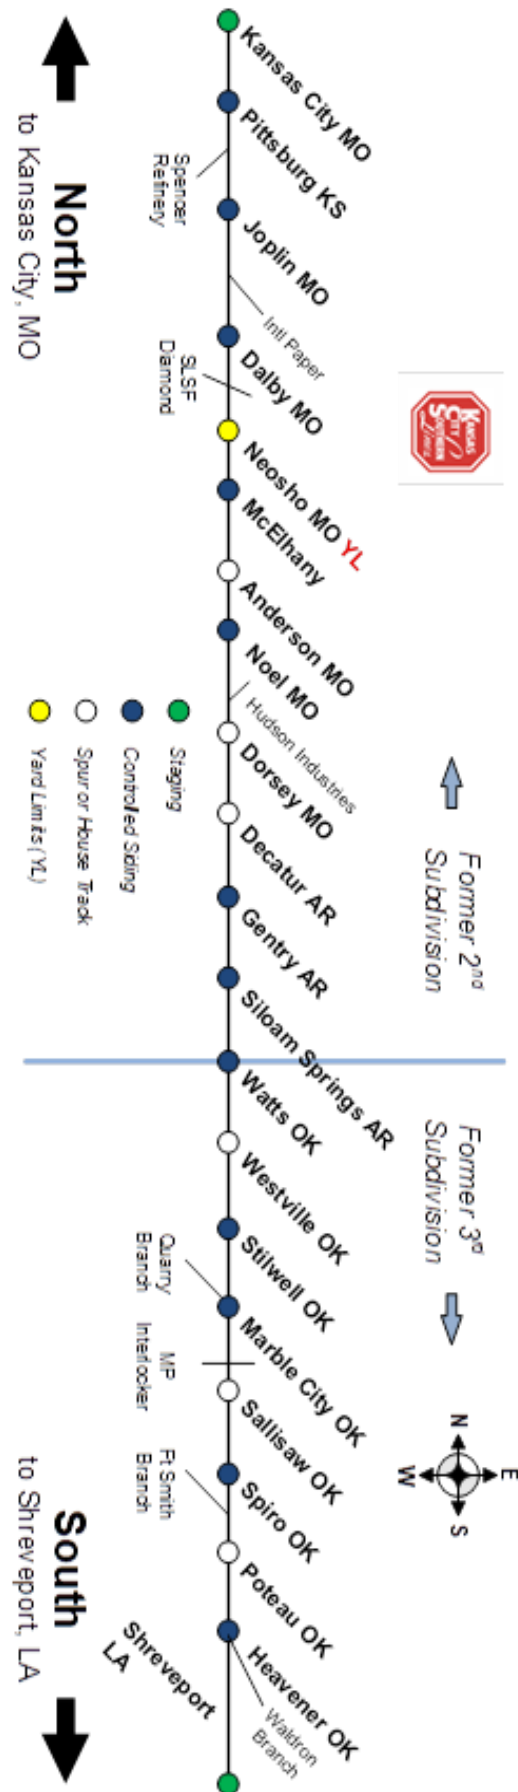 Kansas City MO
Pittsburg KS
Spencer
Refinery
Joplin MO
Intl Paper
Dalby MO
SLSF
Diamond
Neosho MO YL
McElhany
Anderson MO
Noel MO
Hudson Industries
Dorsey MO
Decatur AR
Gentry AR
Siloam Springs AR
Watts OK
Westville OK
Stilwell OK
Quarry
Branch
Marble City OK
MP
Interlocker
Sallisaw OK
Spiro OK
Ft Smith
Branch
Poteau OK
Heavener OK
Waldron
Branch
Shreveport
LA
North
to Kansas City, MO
South
to Shreveport, LA
KANSAS
CITY
SOUTHERN
Lines
Former 2nd
Subdivision
Former 3rd
Subdivision
Staging
Controlled Siding
Spur or House Track
Yard Limits (YL)
N
E
S
W